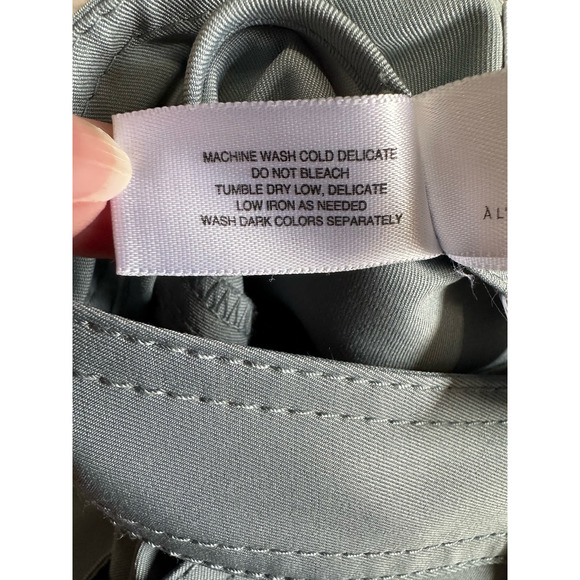 MACHINE WASH COLD DELICATE
DO NOT BLEACH
TUMBLE DRY LOW, DELICATE
LOW IRON AS NEEDED
WASH DARK COLORS SEPARATELY
À L'